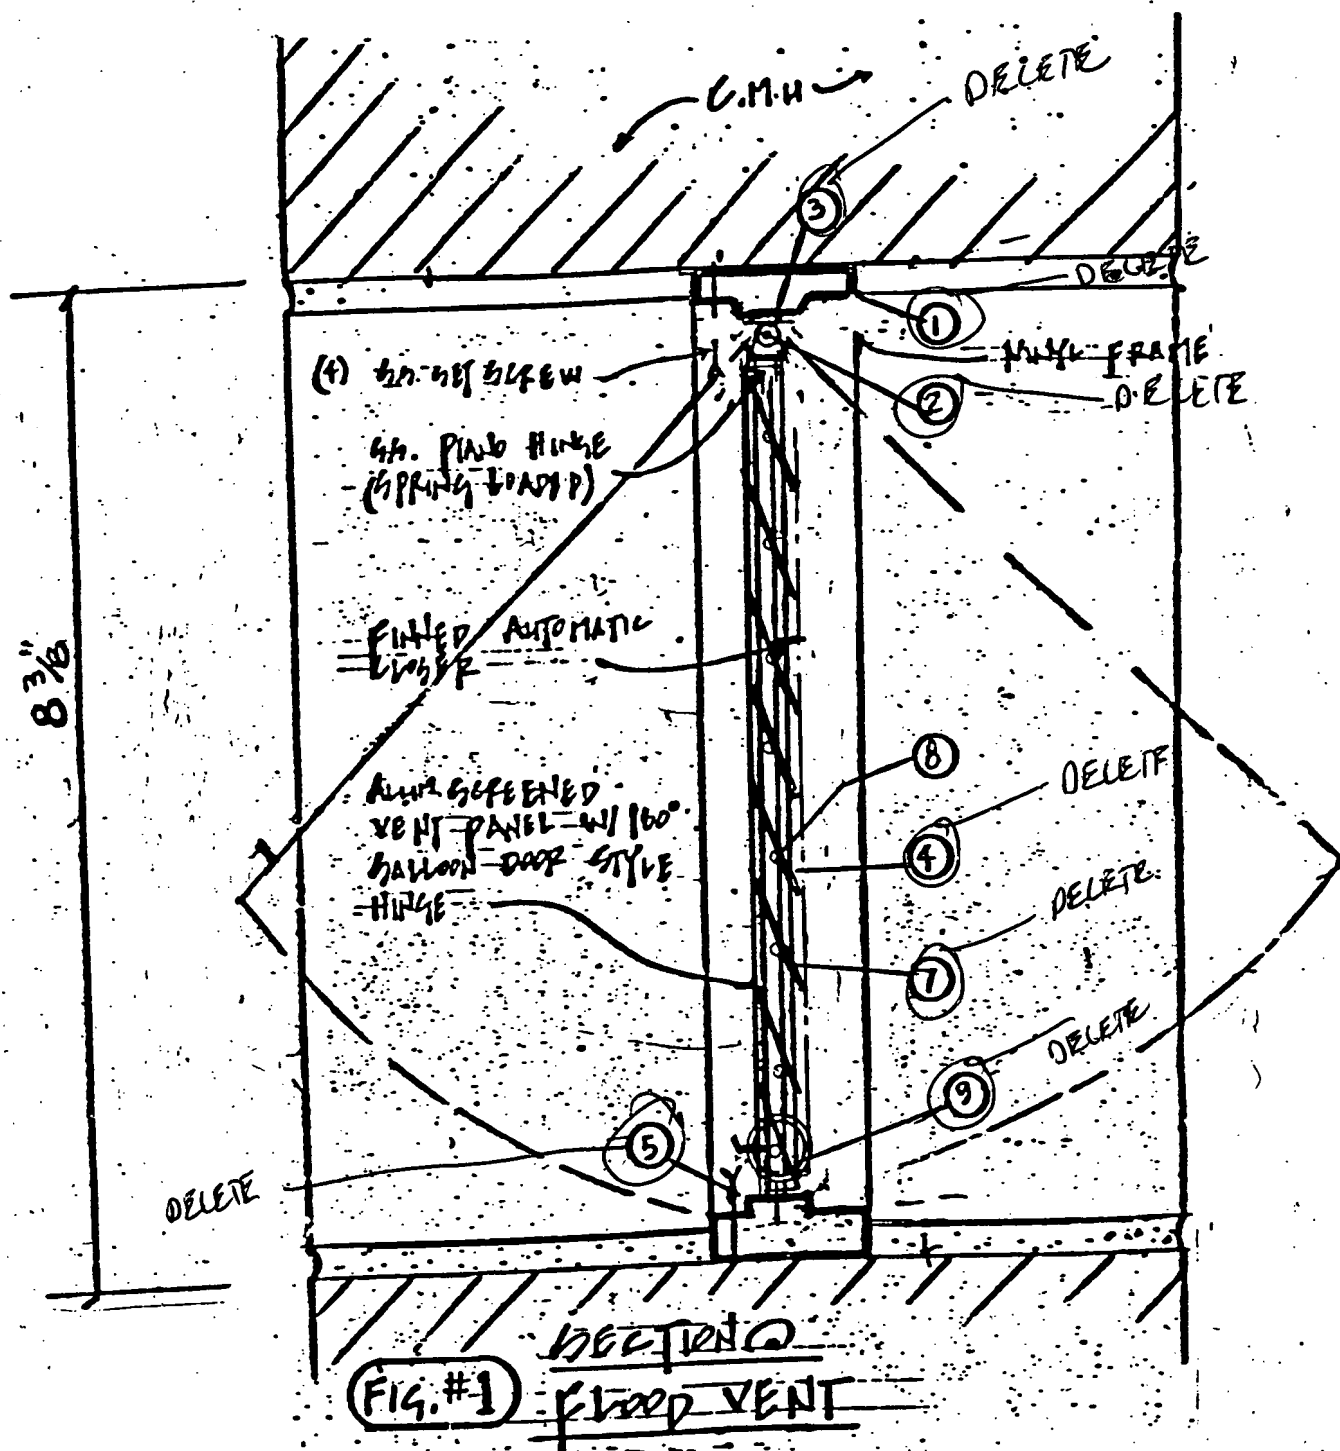 C.M.U
DELETE
3
DELETE
1
VINYL FRAME
(4) S.S. SET SCREW
2
DELETE
S.S. PIANO HINGE
(SPRING LOADED)
8 3/8"
FINNED AUTOMATIC
CLOSER
8
ALUM. SCREENED
VENT PANEL W/ 180°
SALLOON DOOR STYLE
HINGE
DELETE
4
DELETE
7
DELETE
9
5
DELETE
SECTION @
FIG. #1
FLOOD VENT